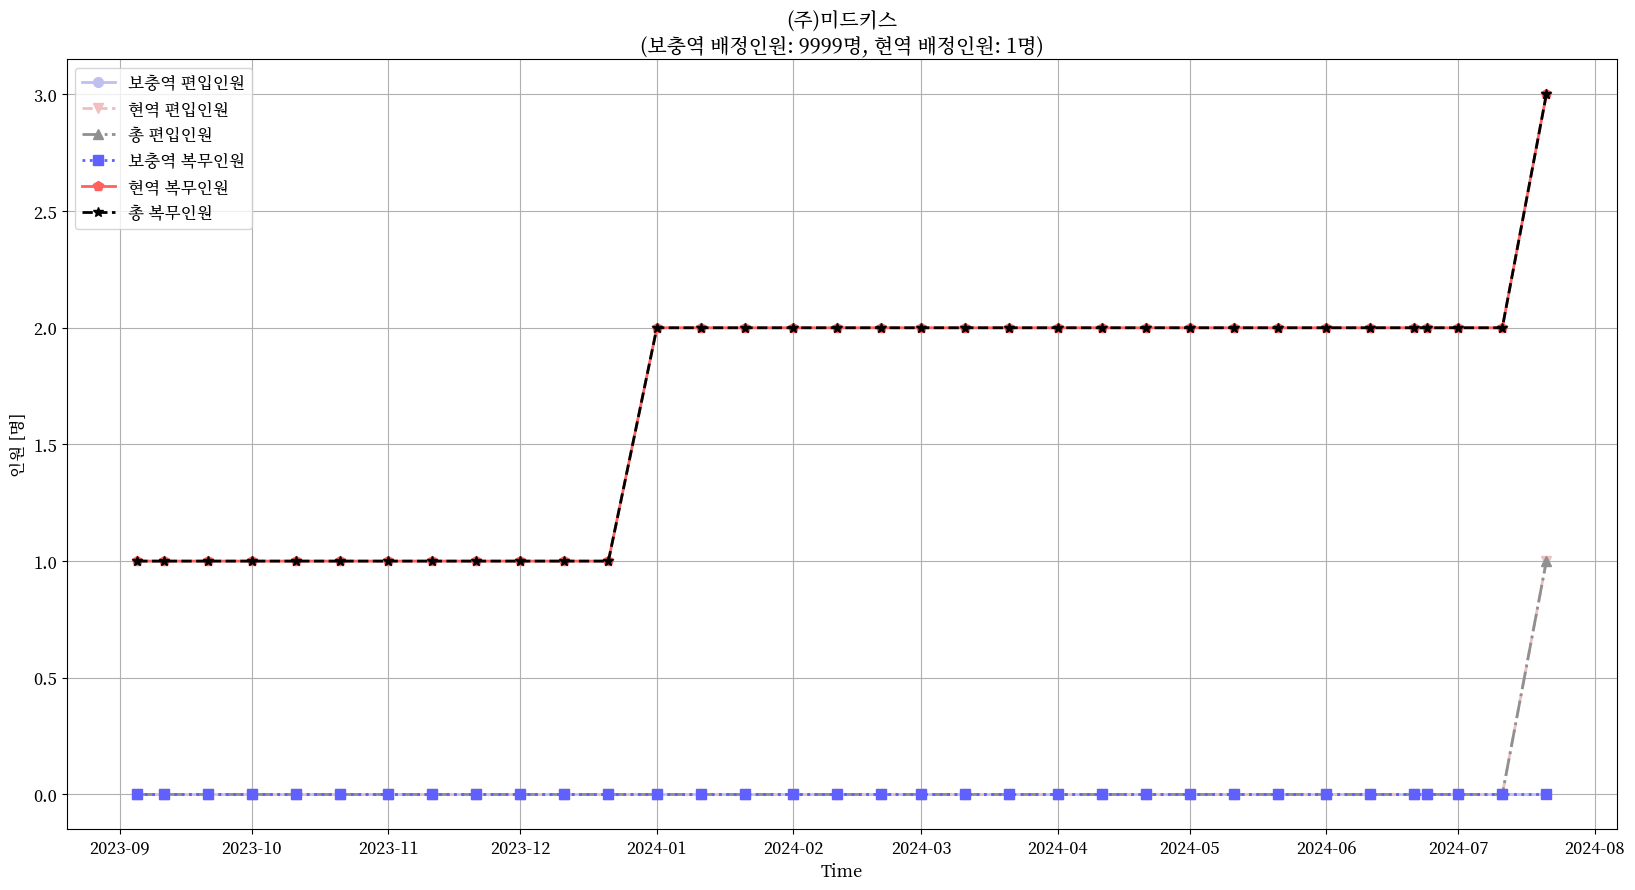 (주)미드키스
(보충역 배정인원: 9999명, 현역 배정인원: 1명)
보충역 편입인원
현역 편입인원
총 편입인원
보충역 복무인원
현역 복무인원
총 복무인원
인원 [명]
3.0
2.5
2.0
1.5
1.0
0.5
0.0
2023-09 2023-10 2023-11 2023-12 2024-01 2024-02 2024-03 2024-04 2024-05 2024-06 2024-07 2024-08
Time